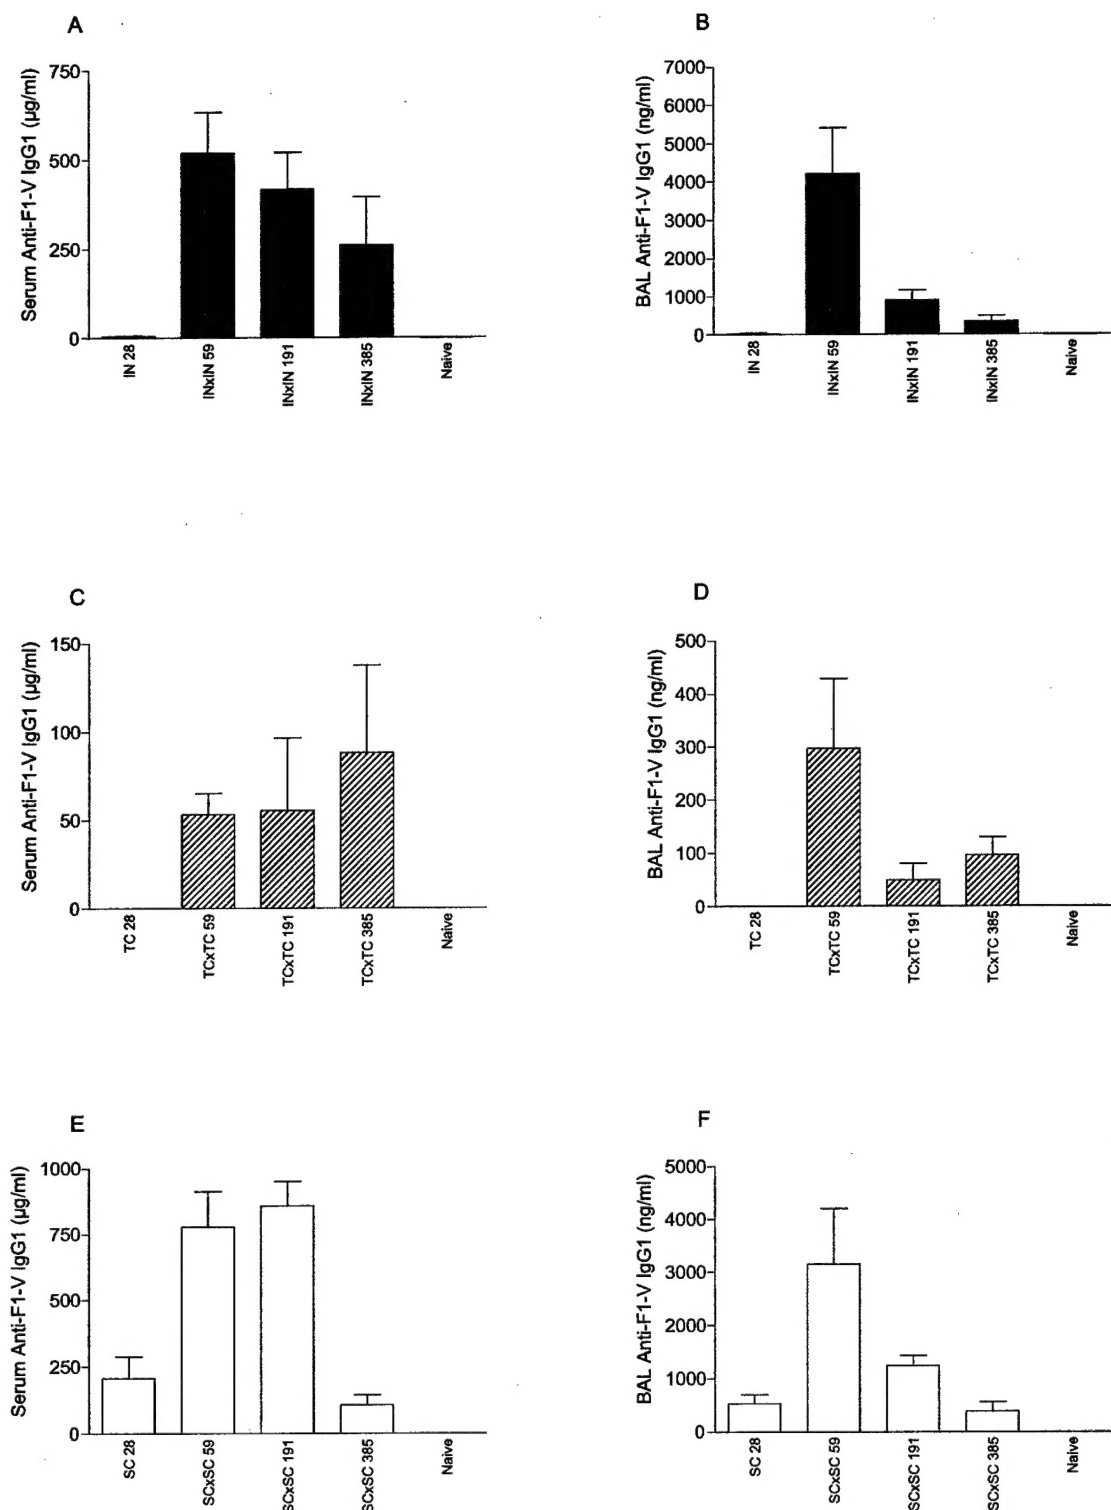 A
Serum Anti-F1-V IgG1 (µg/ml)
750
500
250
0
IN 28
INxIN 59
INxIN 191
INxIN 385
Naive
B
BAL Anti-F1-V IgG1 (ng/ml)
7000
6000
5000
4000
3000
2000
1000
0
IN 28
INxIN 59
INxIN 191
INxIN 385
Naive
C
Serum Anti-F1-V IgG1 (µg/ml)
150
100
50
0
TC 28
TCxTC 59
TCxTC 191
TCxTC 385
Naive
D
BAL Anti-F1-V IgG1 (ng/ml)
500
400
300
200
100
0
TC 28
TCxTC 59
TCxTC 191
TCxTC 385
Naive
E
Serum Anti-F1-V IgG1 (µg/ml)
1000
750
500
250
0
SC 28
SCxSC 59
SCxSC 191
SCxSC 385
Naive
F
BAL Anti-F1-V IgG1 (ng/ml)
5000
4000
3000
2000
1000
0
SC 28
SCxSC 59
SCxSC 191
SCxSC 385
Naive